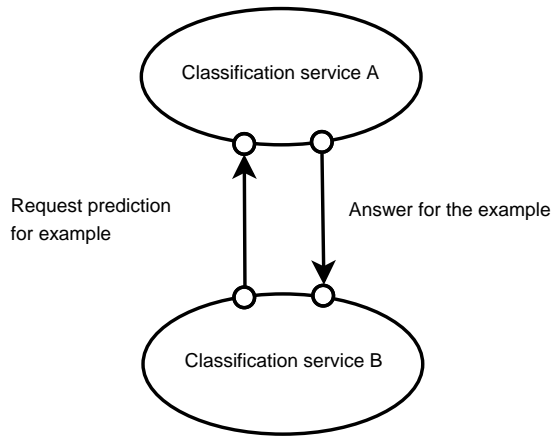 Classification service A
Request prediction
for example
Answer for the example
Classification service B